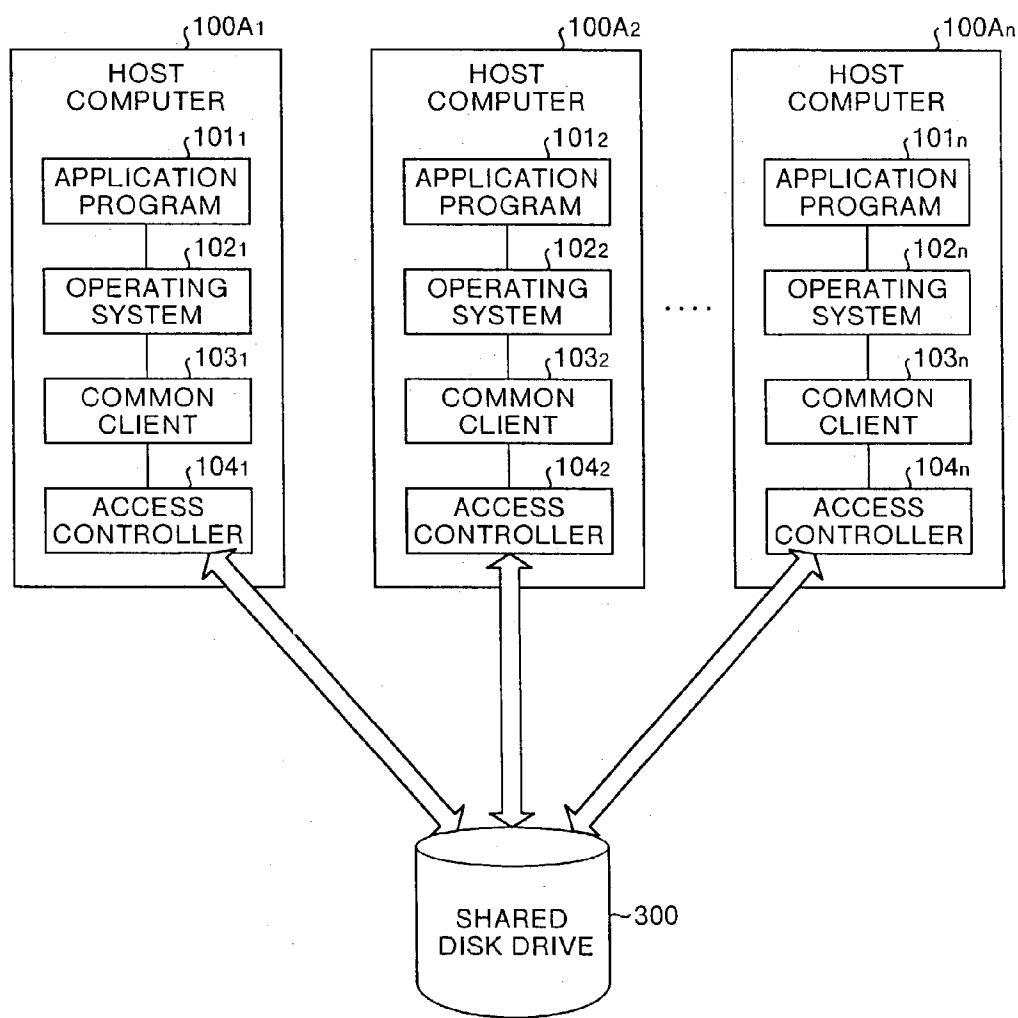 100A1
HOST
COMPUTER
1011
APPLICATION
PROGRAM
1021
OPERATING
SYSTEM
1031
COMMON
CLIENT
1041
ACCESS
CONTROLLER
100A2
HOST
COMPUTER
1012
APPLICATION
PROGRAM
1022
OPERATING
SYSTEM
1032
COMMON
CLIENT
1042
ACCESS
CONTROLLER
....
100An
HOST
COMPUTER
101n
APPLICATION
PROGRAM
102n
OPERATING
SYSTEM
103n
COMMON
CLIENT
104n
ACCESS
CONTROLLER
SHARED
DISK DRIVE
300